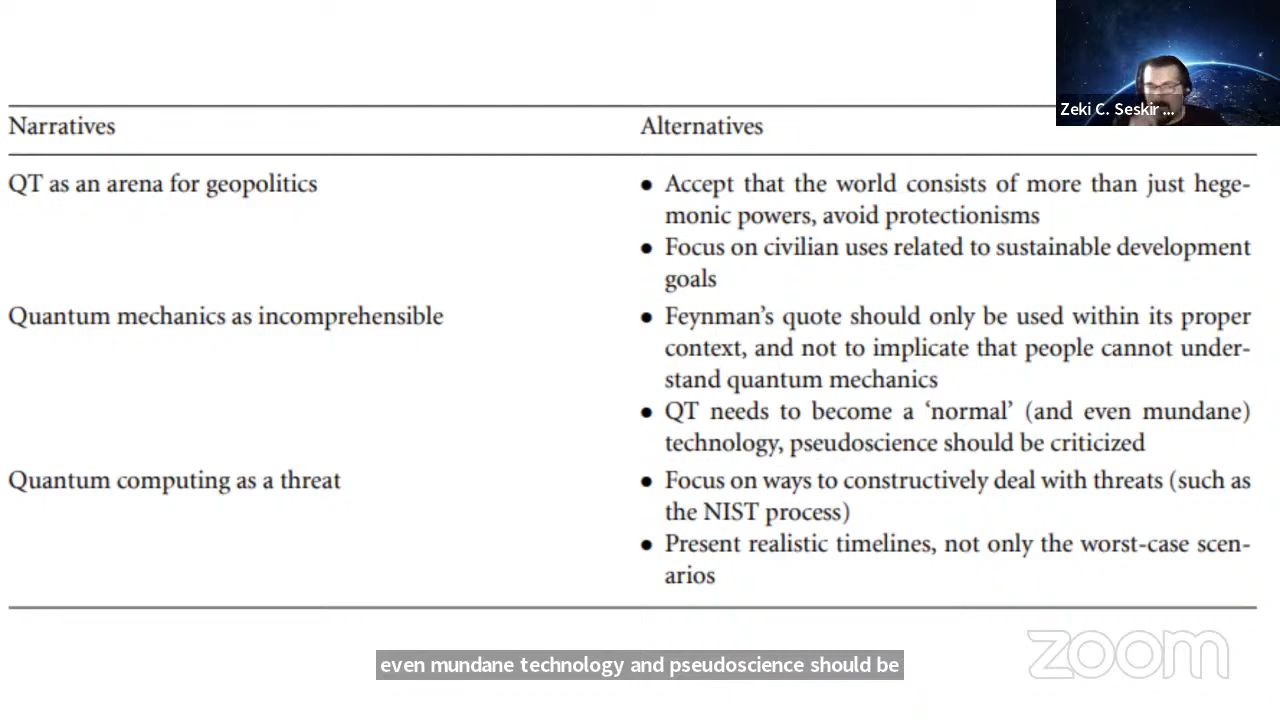 Zeki C. Seskir ...
Narratives
Alternatives
QT as an arena for geopolitics
● Accept that the world consists of more than just hege-
monic powers, avoid protectionisms
● Focus on civilian uses related to sustainable development
goals
Quantum mechanics as incomprehensible
● Feynman’s quote should only be used within its proper
context, and not to implicate that people cannot under-
stand quantum mechanics
● QT needs to become a ‘normal’ (and even mundane)
technology, pseudoscience should be criticized
Quantum computing as a threat
● Focus on ways to constructively deal with threats (such as
the NIST process)
● Present realistic timelines, not only the worst-case scen-
arios
even mundane technology and pseudoscience should be
zoom